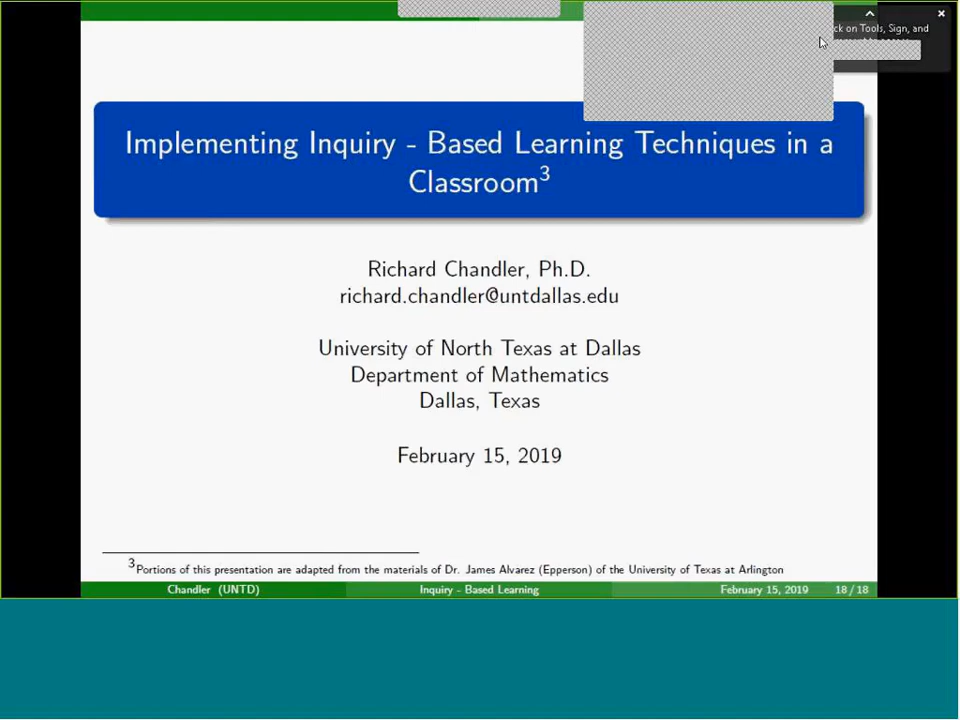 ck on Tools, Sign, and
Implementing Inquiry - Based Learning Techniques in a
Classroom3
Richard Chandler, Ph.D.
richard.chandler@untdallas.edu
University of North Texas at Dallas
Department of Mathematics
Dallas, Texas
February 15, 2019
3Portions of this presentation are adapted from the materials of Dr. James Alvarez (Epperson) of the University of Texas at Arlington
Chandler (UNTD) Inquiry - Based Learning February 15, 2019 18 / 18